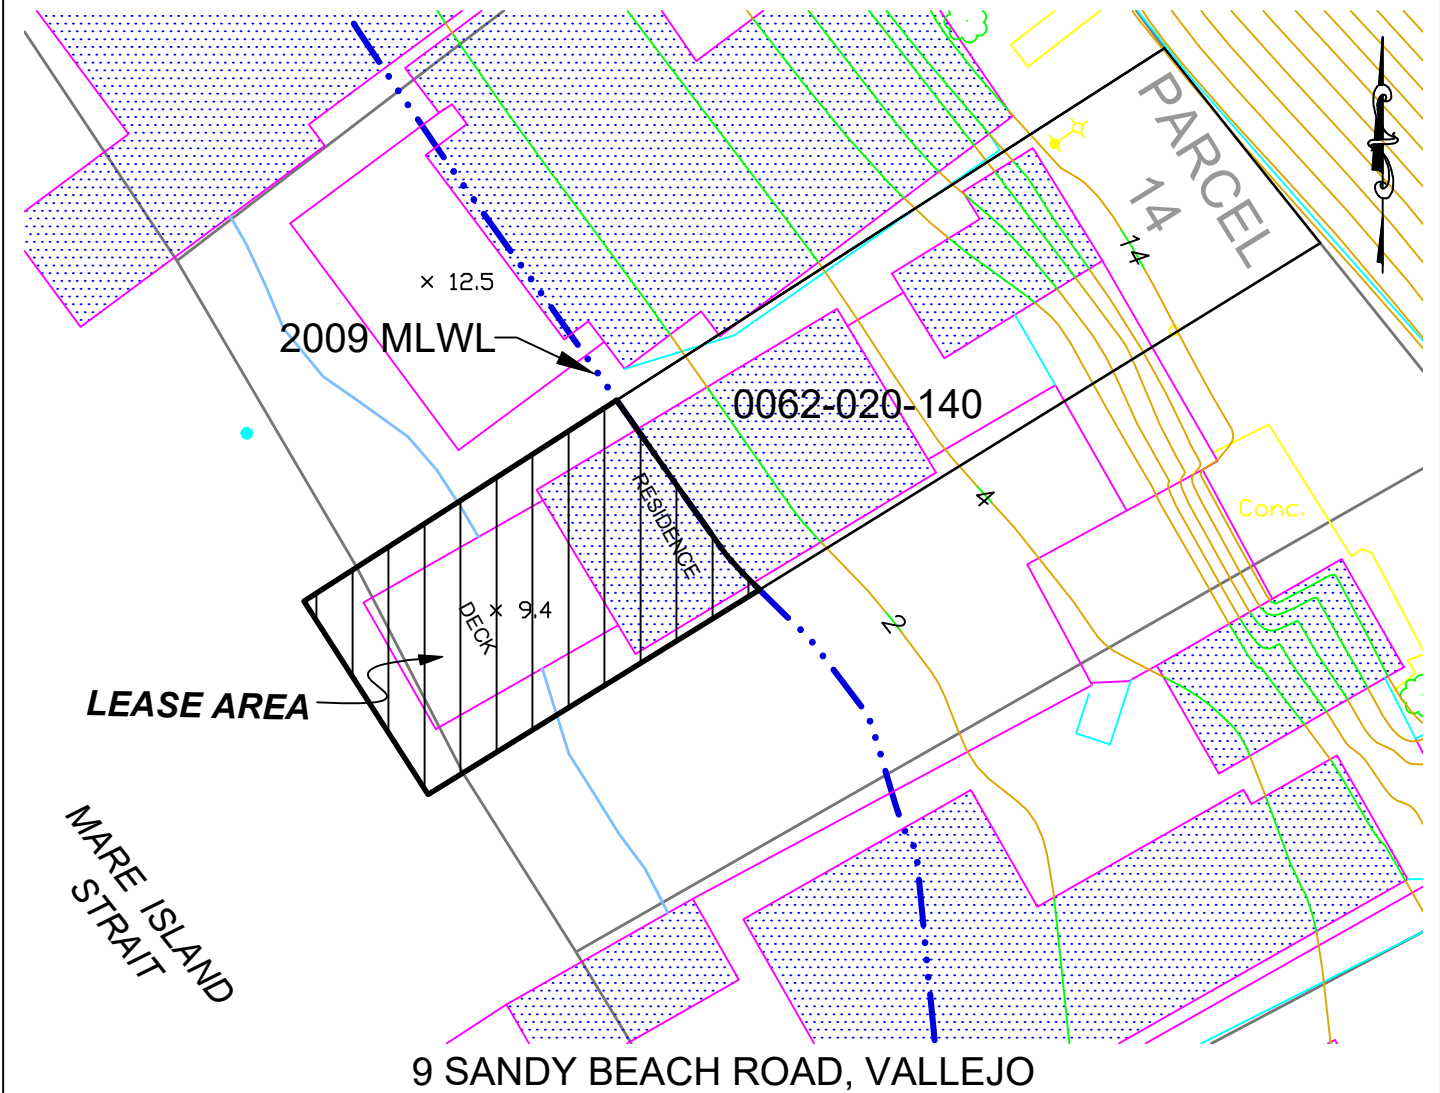 PARCEL
14
14
× 12.5
2009 MLWL
0062-020-140
RESIDENCE
4
Conc.
DECK
× 9.4
2
LEASE AREA
MARE ISLAND
STRAIT
9 SANDY BEACH ROAD, VALLEJO